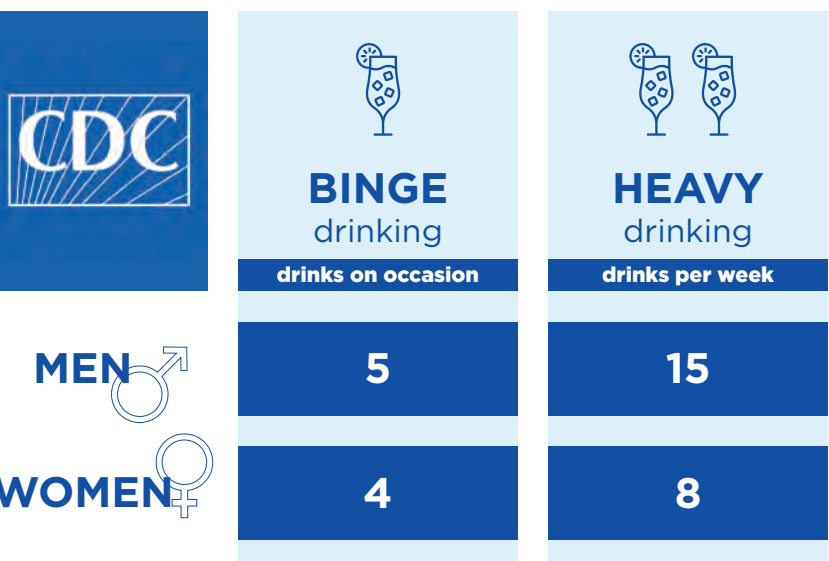 CDC
BINGE
drinking
drinks on occasion
HEAVY
drinking
drinks per week
MEN
5
15
WOMEN
4
8